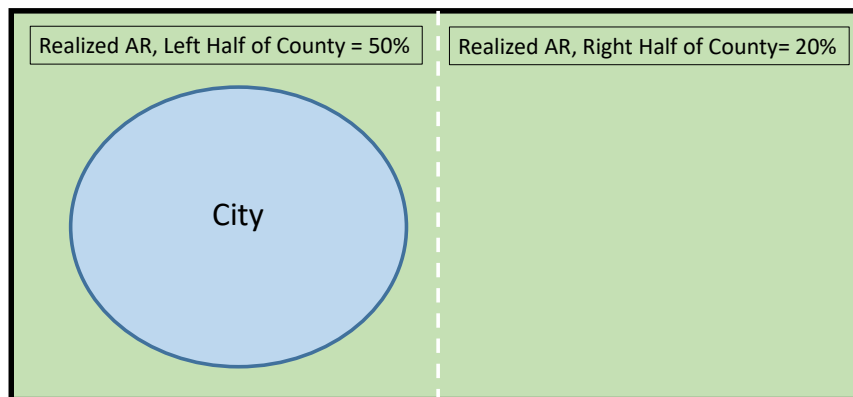 Realized AR, Left Half of County = 50%
Realized AR, Right Half of County= 20%
City